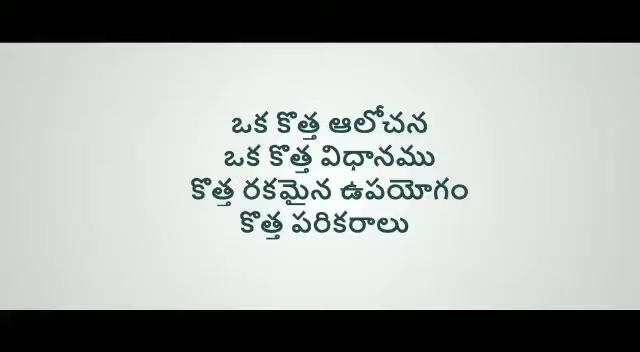 ఒక కొత్త ఆలోచన
ఒక కొత్త విధానము
కొత్త రకమైన ఉపయోగం
కొత్త పరికరాలు